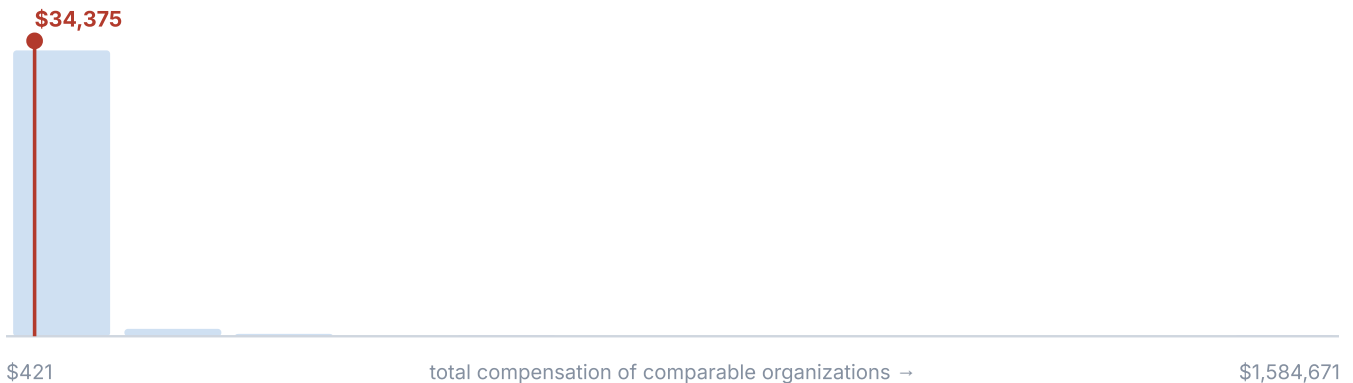 $34,375
$421 total compensation of comparable organizations → $1,584,671